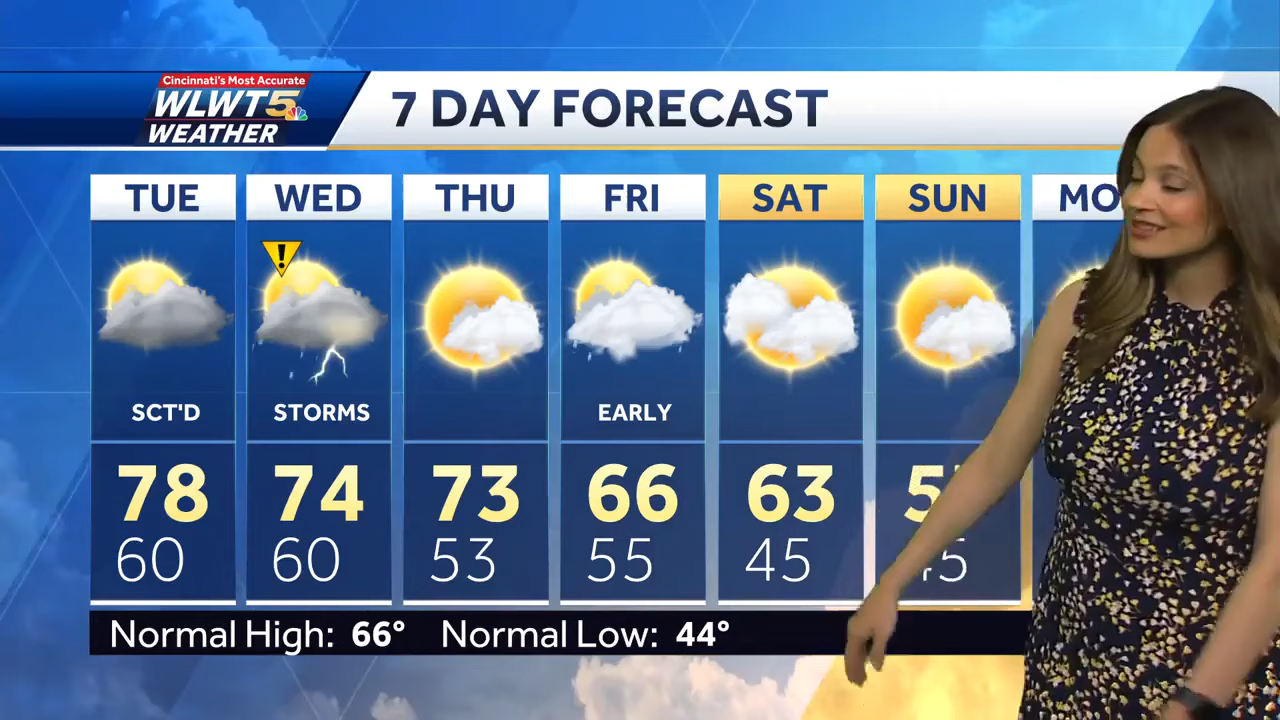 Cincinnati's Most Accurate
WLWT5
WEATHER
7 DAY FORECAST
TUE WED THU FRI SAT SUN
!
SCT'D STORMS EARLY
78 74 73 66 63
60 60 53 55 45
Normal High: 66° Normal Low: 44°